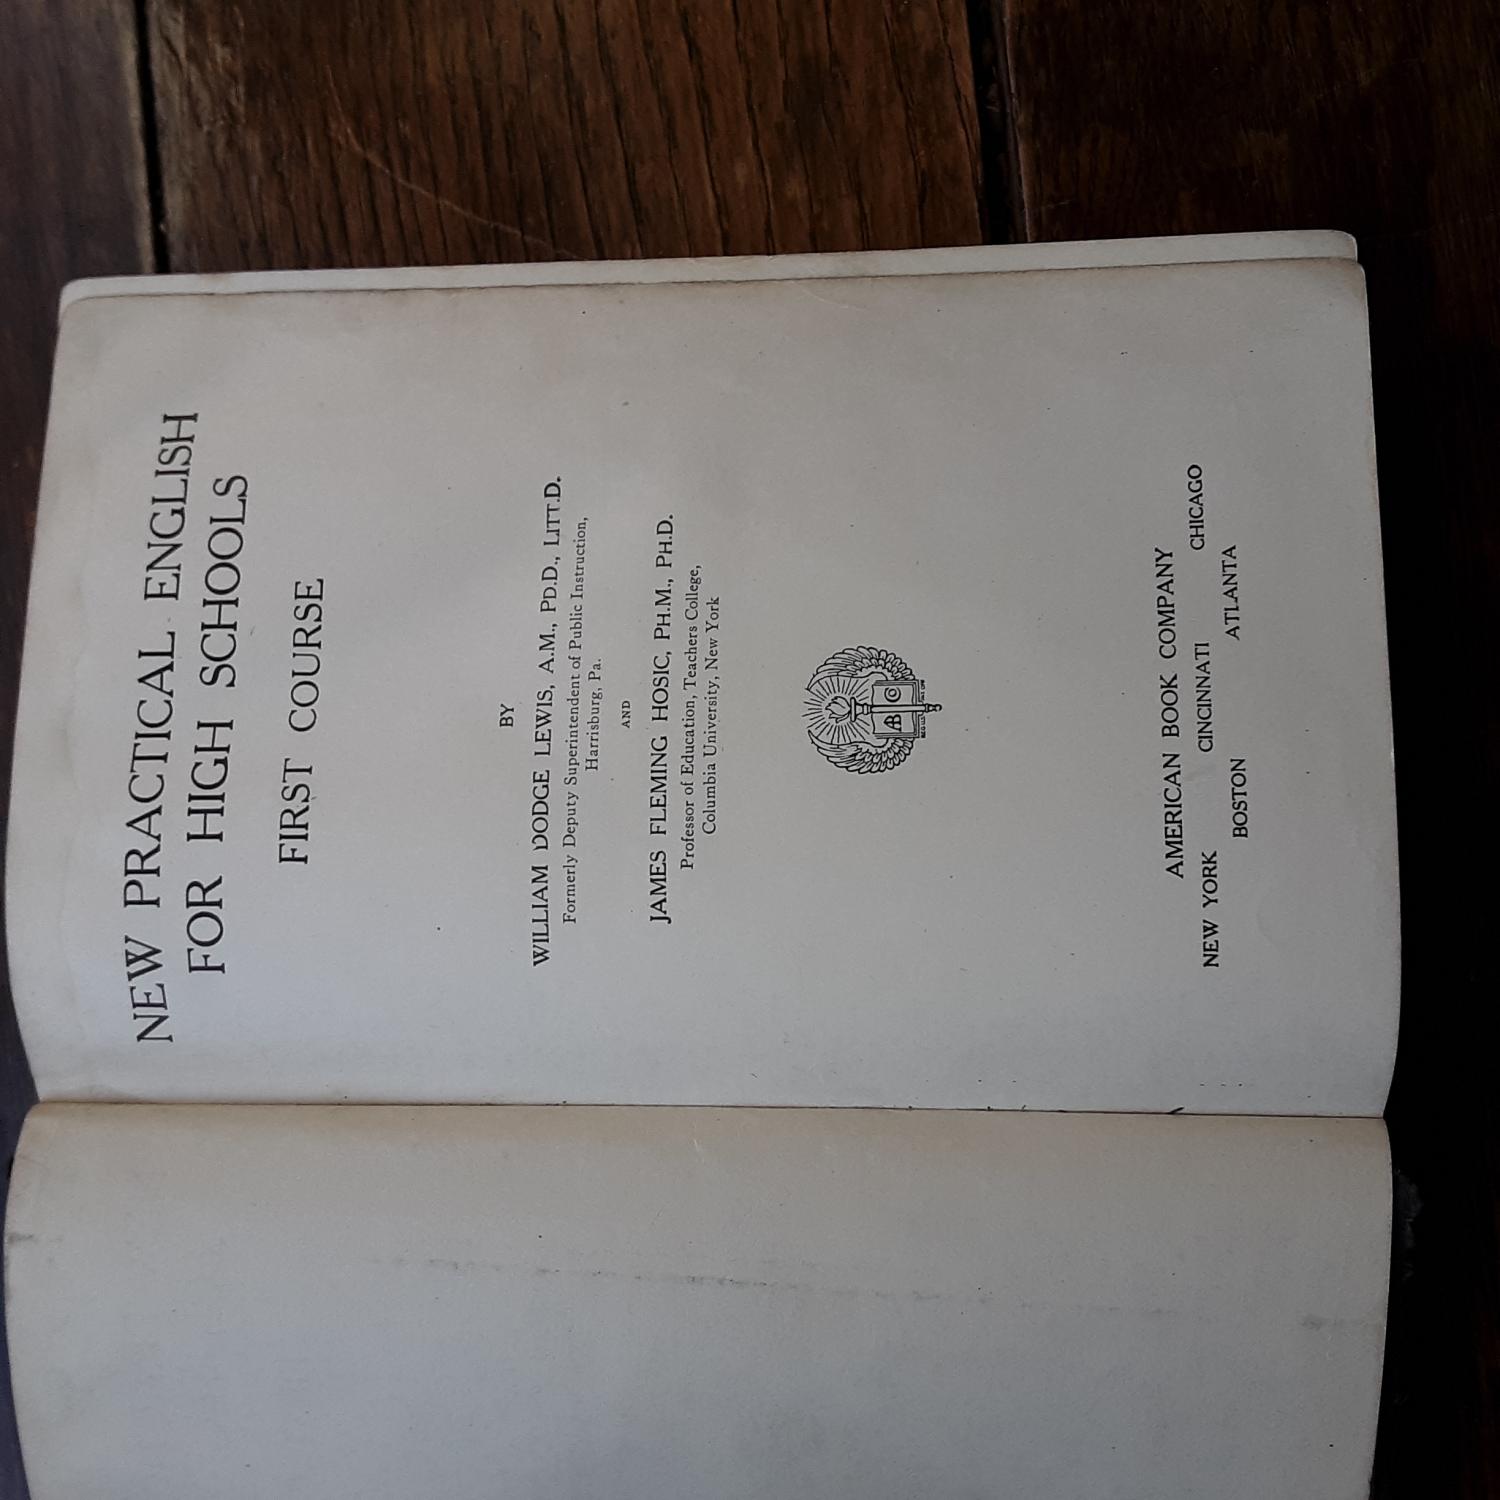 NEW PRACTICAL ENGLISH
FOR HIGH SCHOOLS
FIRST COURSE
BY
WILLIAM DODGE LEWIS, A.M., PD.D., LITT.D.
Formerly Deputy Superintendent of Public Instruction,
Harrisburg, Pa.
AND
JAMES FLEMING HOSIC, PH.M., PH.D.
Professor of Education, Teachers College,
Columbia University, New York
AB C
AMERICAN BOOK COMPANY
NEW YORK CINCINNATI CHICAGO
BOSTON ATLANTA